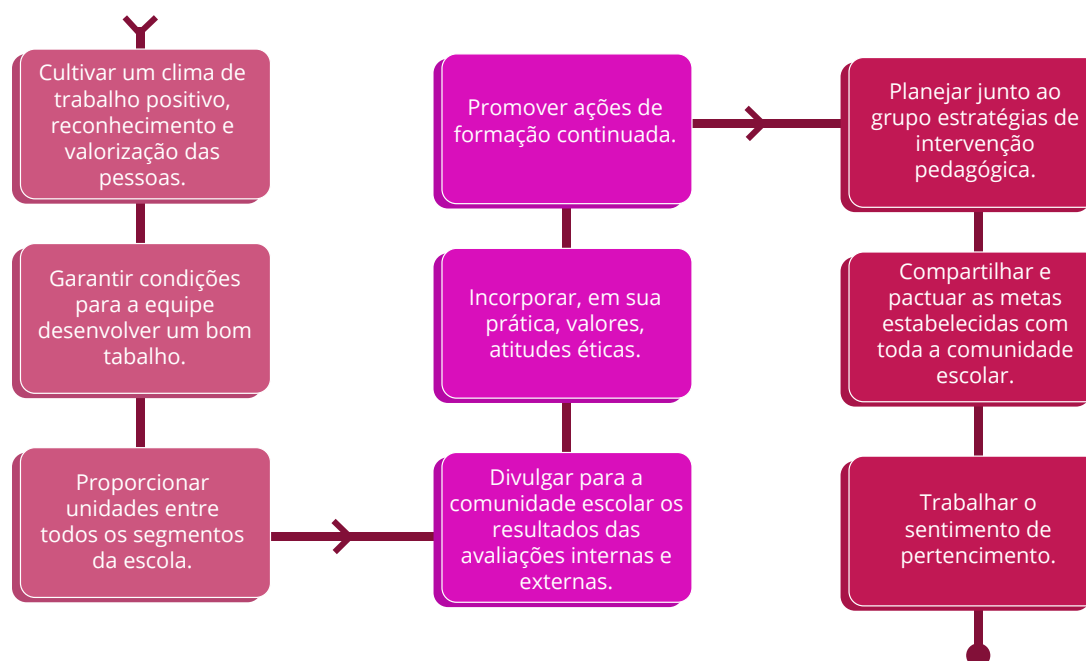 Cultivar um clima de
trabalho positivo,
reconhecimento e
valorização das
pessoas.
Garantir condições
para a equipe
desenvolver um bom
tabalho.
Proporcionar
unidades entre
todos os segmentos
da escola.
Divulgar para a
comunidade escolar os
resultados das
avaliações internas e
externas.
Incorporar, em sua
prática, valores,
atitudes éticas.
Promover ações de
formação continuada.
Planejar junto ao
grupo estratégias de
intervenção
pedagógica.
Compartilhar e
pactuar as metas
estabelecidas com
toda a comunidade
escolar.
Trabalhar o
sentimento de
pertencimento.